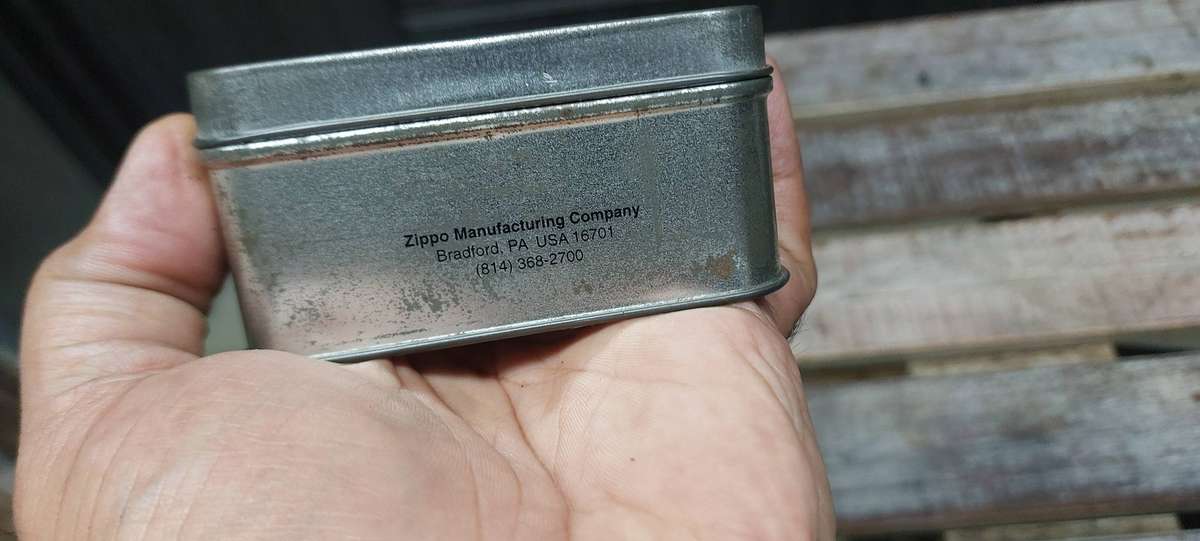 Zippo Manufacturing Company
Bradford, PA USA 16701
(814) 368-2700